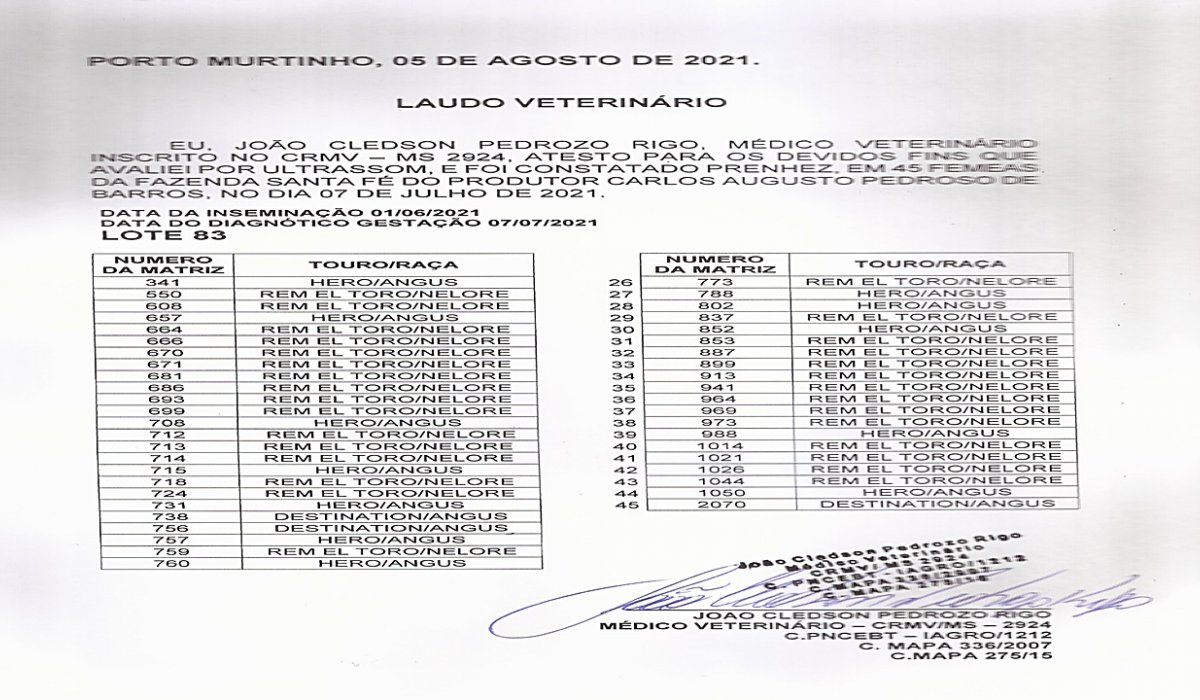 PORTO MURTINHO, 05 DE AGOSTO DE 2021.
LAUDO VETERINÁRIO
EU, JOÃO CLEDSON PEDROZO RIGO, MÉDICO VETERINÁRIO
INSCRITO NO CRMV – MS 2924, ATESTO PARA OS DEVIDOS FINS QUE
AVALIEI POR ULTRASSOM, E FOI CONSTATADO PRENHEZ, EM 45 FEMEAS,
DA FAZENDA SANTA FÉ DO PRODUTOR CARLOS AUGUSTO PEDROSO DE
BARROS, NO DIA 07 DE JULHO DE 2021.
DATA DA INSEMINAÇÃO 01/06/2021
DATA DO DIAGNÓTICO GESTAÇÃO 07/07/2021
LOTE 83
NUMERO DA MATRIZ TOURO/RAÇA
341 HERO/ANGUS
550 REM EL TORO/NELORE
608 REM EL TORO/NELORE
657 HERO/ANGUS
664 REM EL TORO/NELORE
666 REM EL TORO/NELORE
670 REM EL TORO/NELORE
671 REM EL TORO/NELORE
681 REM EL TORO/NELORE
686 REM EL TORO/NELORE
693 REM EL TORO/NELORE
699 REM EL TORO/NELORE
708 HERO/ANGUS
712 REM EL TORO/NELORE
713 REM EL TORO/NELORE
714 REM EL TORO/NELORE
715 HERO/ANGUS
718 REM EL TORO/NELORE
724 REM EL TORO/NELORE
731 HERO/ANGUS
738 DESTINATION/ANGUS
756 DESTINATION/ANGUS
757 HERO/ANGUS
759 REM EL TORO/NELORE
760 HERO/ANGUS
NUMERO DA MATRIZ TOURO/RAÇA
26 773 REM EL TORO/NELORE
27 788 HERO/ANGUS
28 802 HERO/ANGUS
29 837 REM EL TORO/NELORE
30 852 HERO/ANGUS
31 853 REM EL TORO/NELORE
32 887 REM EL TORO/NELORE
33 899 REM EL TORO/NELORE
34 913 REM EL TORO/NELORE
35 941 REM EL TORO/NELORE
36 964 REM EL TORO/NELORE
37 969 REM EL TORO/NELORE
38 973 REM EL TORO/NELORE
39 988 HERO/ANGUS
40 1014 REM EL TORO/NELORE
41 1021 REM EL TORO/NELORE
42 1026 REM EL TORO/NELORE
43 1044 REM EL TORO/NELORE
44 1050 HERO/ANGUS
45 2070 DESTINATION/ANGUS
João Cledson Pedrozo Rigo
Médico Veterinário
CRMV/MS 2924
C. PNCEBT - IAGRO/1212
C. MAPA 336/2007
C. MAPA 275/15
JOAO CLEDSON PEDROZO RIGO
MÉDICO VETERINÁRIO – CRMV/MS – 2924
C.PNCEBT – IAGRO/1212
C. MAPA 336/2007
C.MAPA 275/15